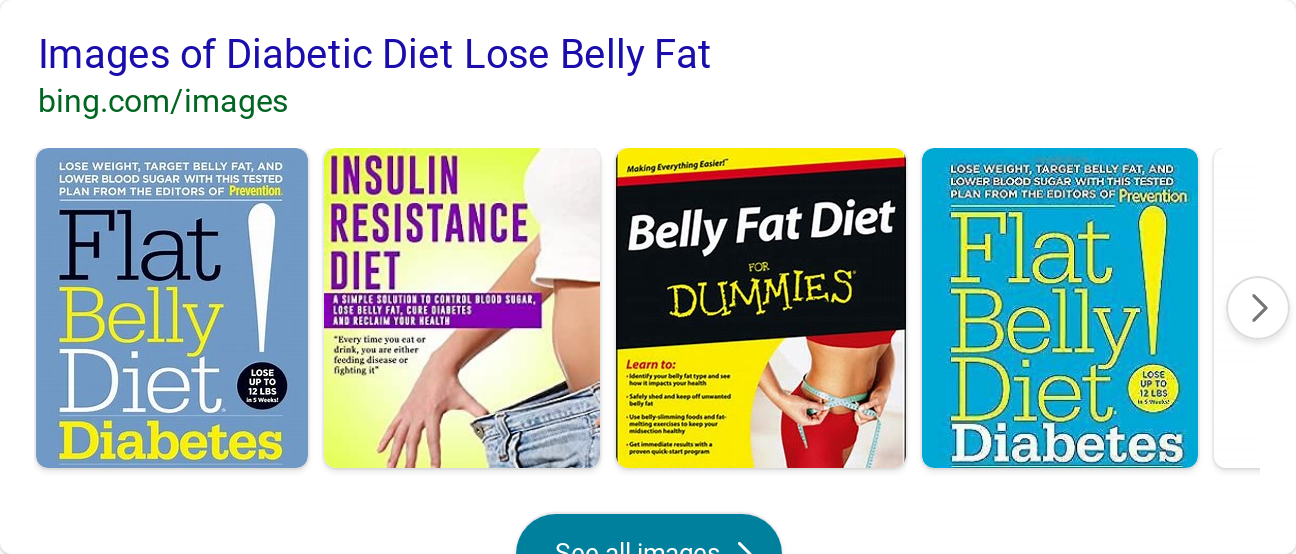 Images of Diabetic Diet Lose Belly Fat
bing.com/images
LOSE WEIGHT, TARGET BELLY FAT, AND
LOWER BLOOD SUGAR WITH THIS TESTED
PLAN FROM THE EDITORS OF Prevention.
Flat
Belly
Diet!
LOSE
UP TO
12 LBS
in 5 Weeks!
Diabetes
INSULIN
RESISTANCE
DIET
A SIMPLE SOLUTION TO CONTROL BLOOD SUGAR,
LOSE BELLY FAT, CURE DIABETES
AND RECLAIM YOUR HEALTH
"Every time you eat or
drink, you are either
feeding disease or
fighting it"
Making Everything Easier!™
Belly Fat Diet
FOR
DUMMIES®
Learn to:
• Identify your belly fat type and see
how it impacts your health
• Safely shed and keep off unwanted
belly fat
• Use belly-slimming foods and fat-
melting exercises to keep your
midsection healthy
• Get immediate results with a
proven quick-start program
LOSE WEIGHT, TARGET BELLY FAT, AND
LOWER BLOOD SUGAR WITH THIS TESTED
PLAN FROM THE EDITORS OF Prevention
Flat
Belly!
Diet
LOSE
UP TO
12 LBS
in 5 Weeks!
Diabetes
See all images